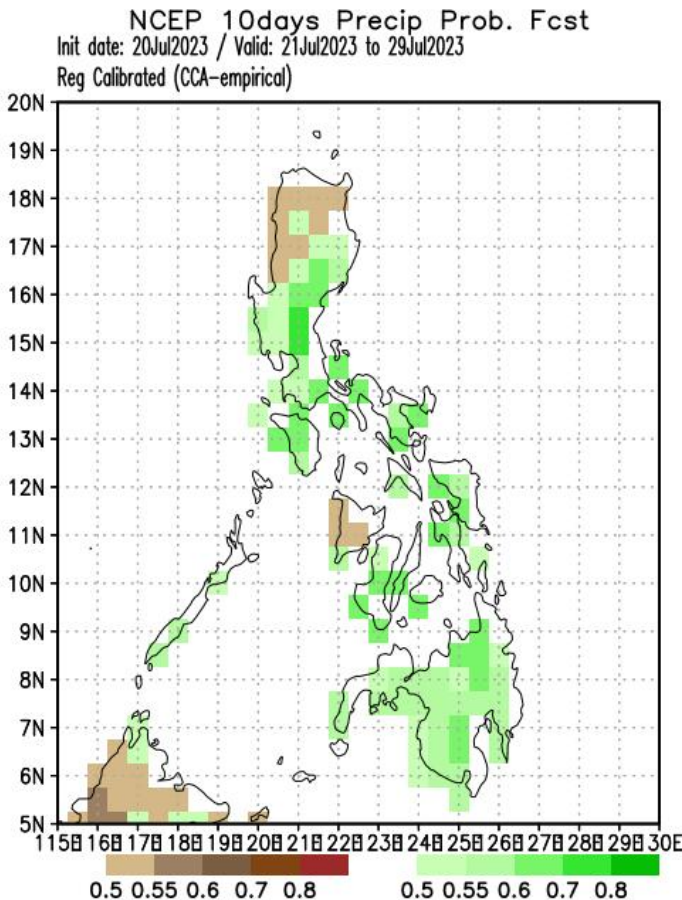 NCEP 10days Precip Prob. Fcst
Init date: 20Jul2023 / Valid: 21Jul2023 to 29Jul2023
Reg Calibrated (CCA-empirical)
20N
19N
18N
17N
16N
15N
14N
13N
12N
11N
10N
9N
8N
7N
6N
5N
115E 116E 117E 118E 119E 120E 121E 122E 123E 124E 125E 126E 127E 128E 129E 130E
0.5 0.55 0.6 0.7 0.8 0.5 0.55 0.6 0.7 0.8